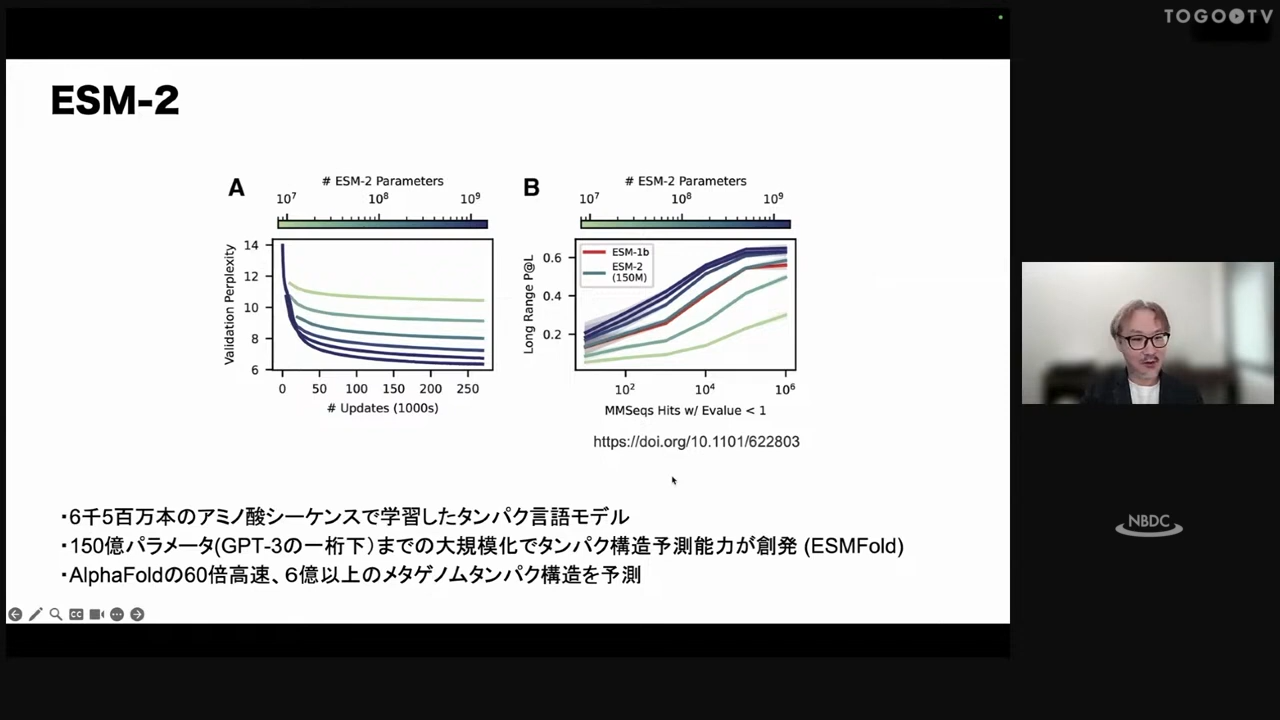 TOGOTV
ESM-2
A
# ESM-2 Parameters
10⁷ 10⁸ 10⁹
Validation Perplexity
14
12
10
8
6
0 50 100 150 200 250
# Updates (1000s)
B
# ESM-2 Parameters
10⁷ 10⁸ 10⁹
Long Range P@L
ESM-1b
ESM-2
(150M)
0.6
0.4
0.2
10² 10⁴ 10⁶
MMSeqs Hits w/ Evalue < 1
https://doi.org/10.1101/622803
・6千5百万本のアミノ酸シーケンスで学習したタンパク言語モデル
・150億パラメータ(GPT-3の一桁下）までの大規模化でタンパク構造予測能力が創発 (ESMFold)
・AlphaFoldの60倍高速、６億以上のメタゲノムタンパク構造を予測
CC
NBDC